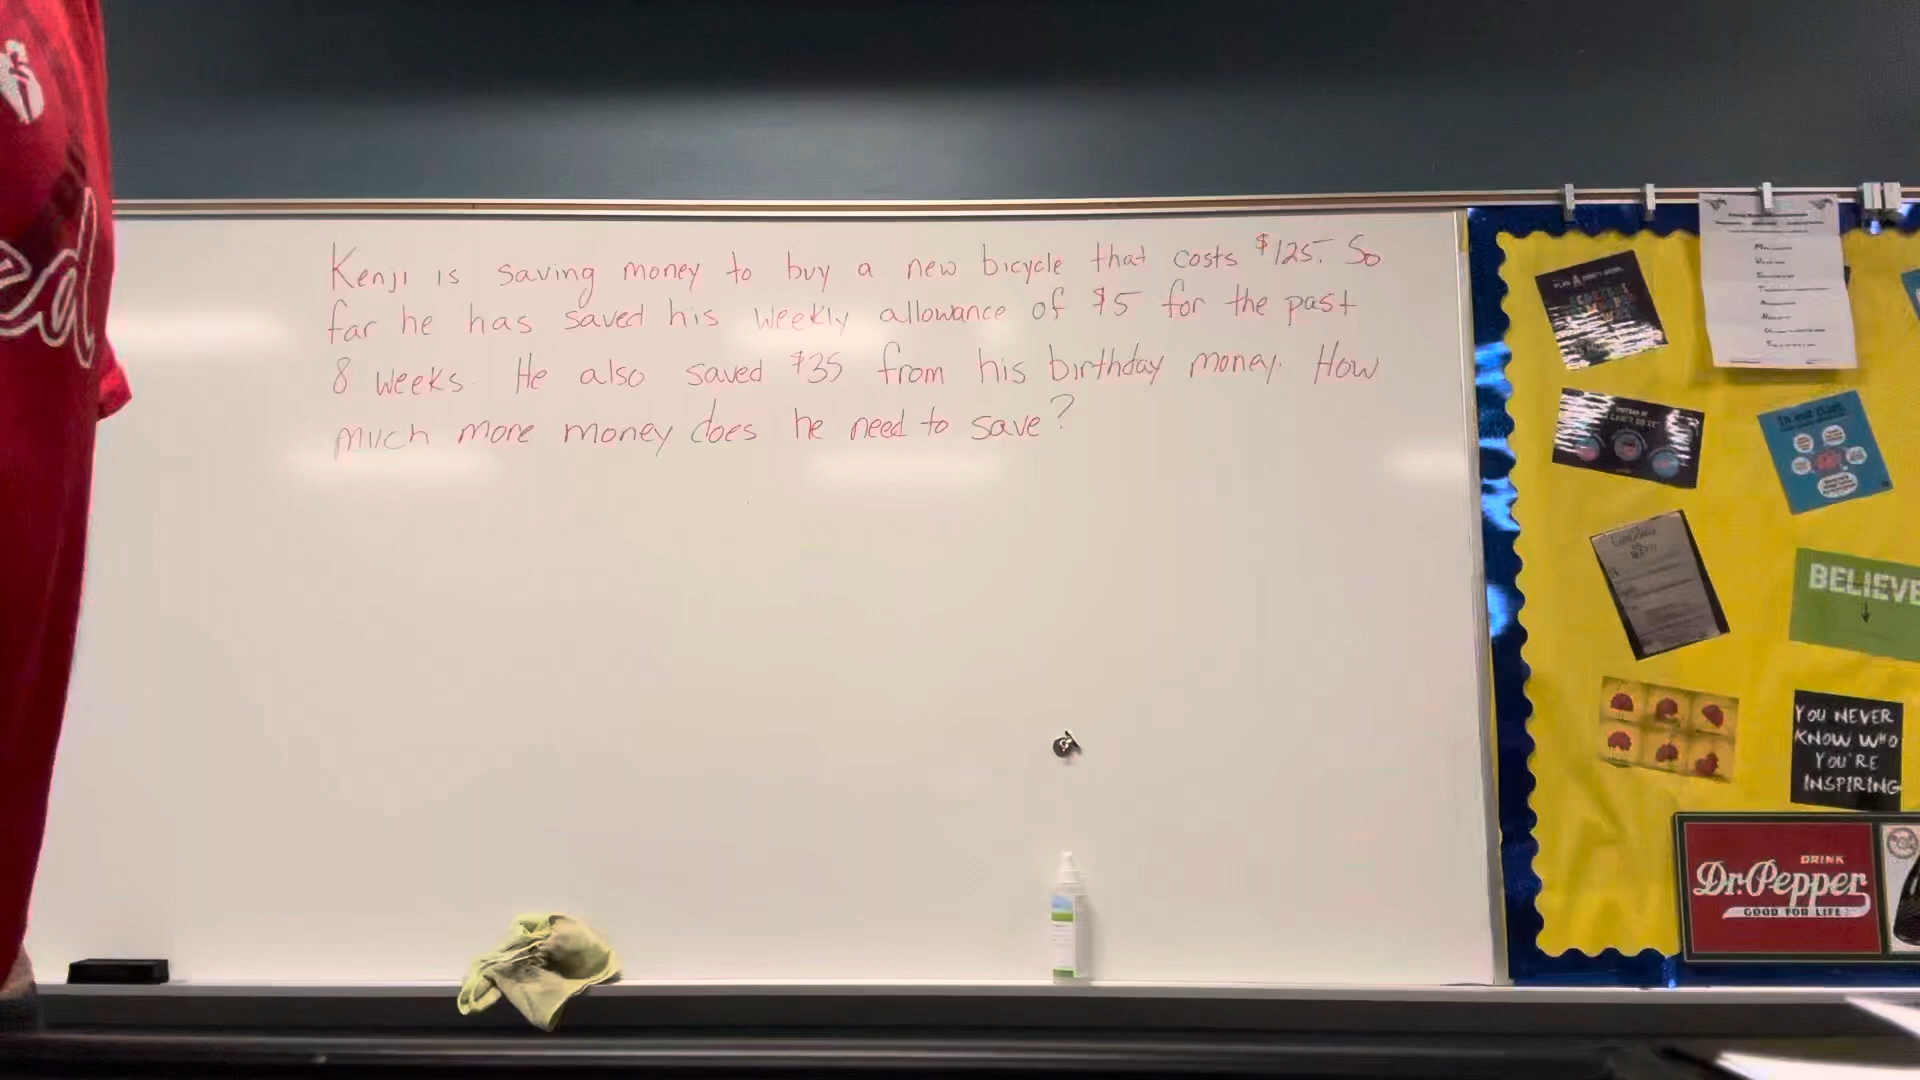 Kenji is saving money to buy a new bicycle that costs $125. So
far he has saved his weekly allowance of $5 for the past
8 weeks. He also saved $35 from his birthday money. How
much more money does he need to save?
ed
BELIEVE
YOU NEVER
KNOW WHO
YOU'RE
INSPIRING
DRINK
Dr.Pepper
GOOD FOR LIFE